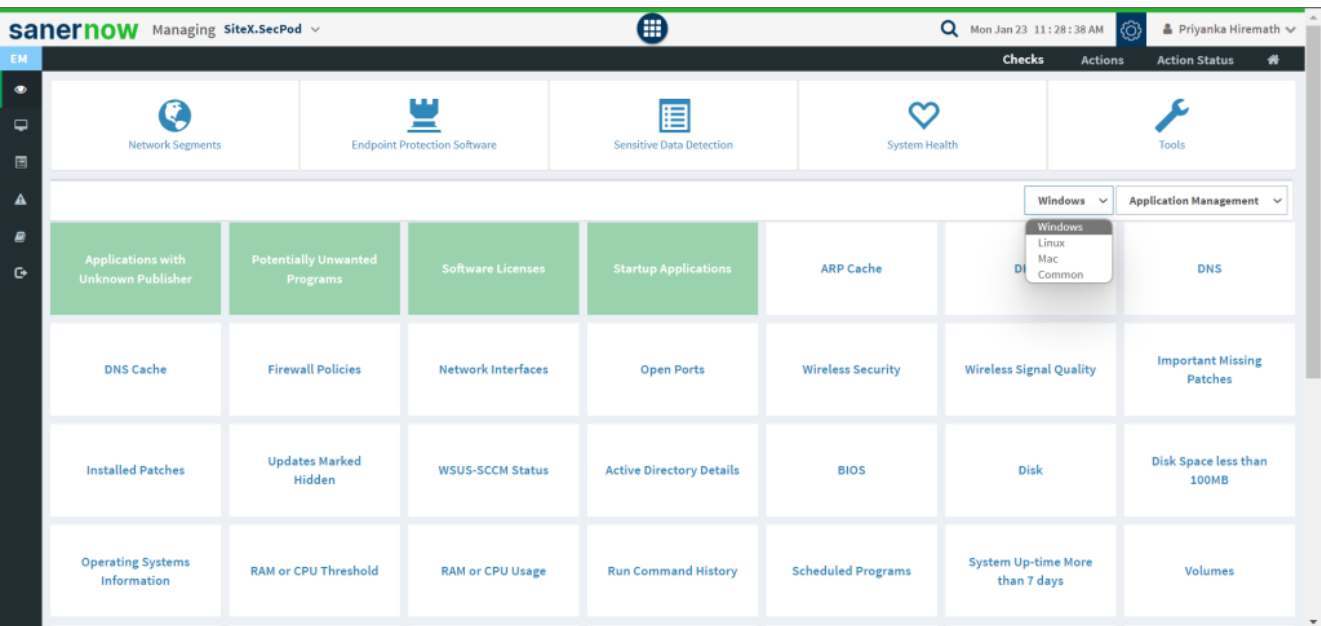 sanernow Managing SiteX.SecPod Mon Jan 23 11:28:38 AM Priyanka Hiremath
EM Checks Actions Action Status
Network Segments Endpoint Protection Software Sensitive Data Detection System Health Tools
Windows Application Management
Windows
Linux
Mac
Common
Applications with
Unknown Publisher
Potentially Unwanted
Programs
Software Licenses
Startup Applications
ARP Cache
DNS
DNS Cache
Firewall Policies
Network Interfaces
Open Ports
Wireless Security
Wireless Signal Quality
Important Missing
Patches
Installed Patches
Updates Marked
Hidden
WSUS-SCCM Status
Active Directory Details
BIOS
Disk
Disk Space less than
100MB
Operating Systems
Information
RAM or CPU Threshold
RAM or CPU Usage
Run Command History
Scheduled Programs
System Up-time More
than 7 days
Volumes